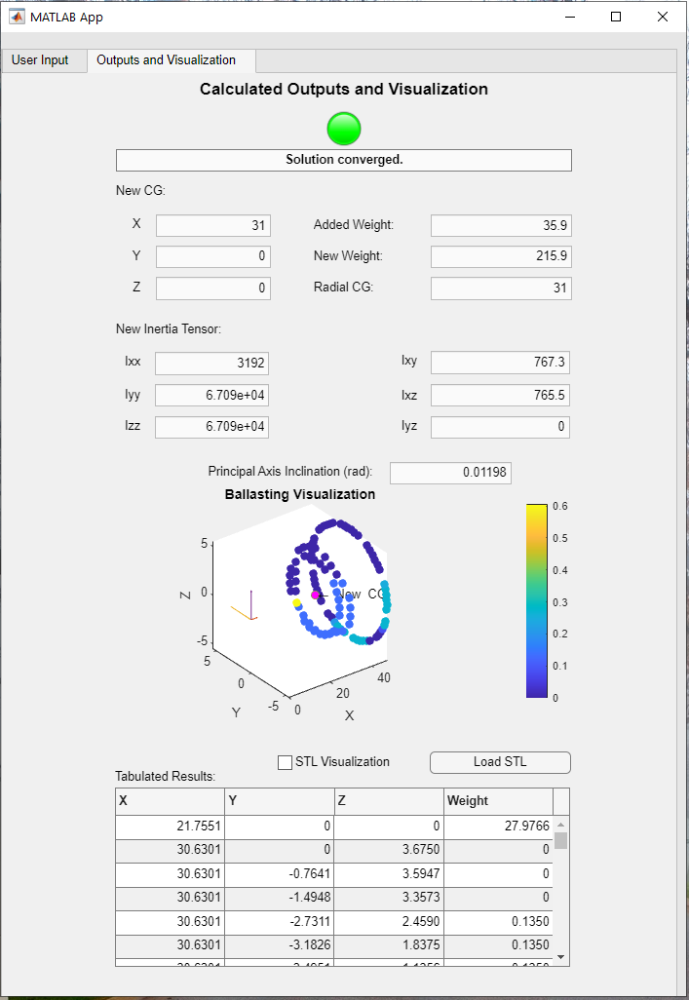 MATLAB App
User Input Outputs and Visualization
Calculated Outputs and Visualization
Solution converged.
New CG:
X 31 Added Weight: 35.9
Y 0 New Weight: 215.9
Z 0 Radial CG: 31
New Inertia Tensor:
Ixx 3192 Ixy 767.3
Iyy 6.709e+04 Ixz 765.5
Izz 6.709e+04 Iyz 0
Principal Axis Inclination (rad): 0.01198
Ballasting Visualization
5
0
-5
Z
5
0
-5
Y
0
20
40
X
New CG
0.6
0.5
0.4
0.3
0.2
0.1
0
STL Visualization Load STL
Tabulated Results:
X Y Z Weight
21.7551 0 0 27.9766
30.6301 0 3.6750 0
30.6301 -0.7641 3.5947 0
30.6301 -1.4948 3.3573 0
30.6301 -2.7311 2.4590 0.1350
30.6301 -3.1826 1.8375 0.1350